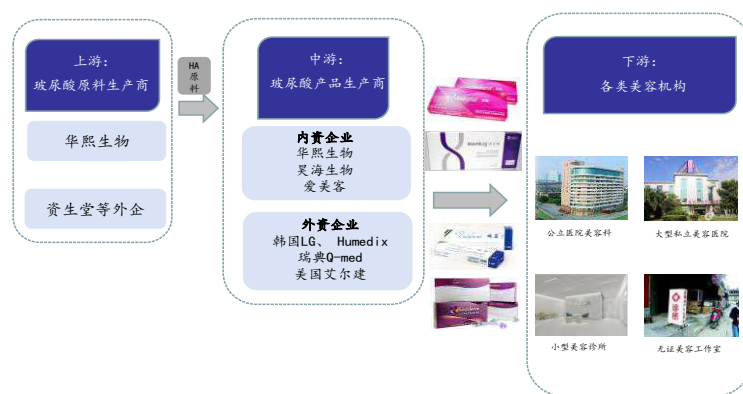 上游：
玻尿酸原料生产商
华熙生物
资生堂等外企
HA
原
料
中游：
玻尿酸产品生产商
内资企业
华熙生物
昊海生物
爱美客
外资企业
韩国LG、 Humedix
瑞典Q-med
美国艾尔建
下游：
各类美容机构
公立医院美容科
大型私立美容医院
小型美容诊所
无证美容工作室